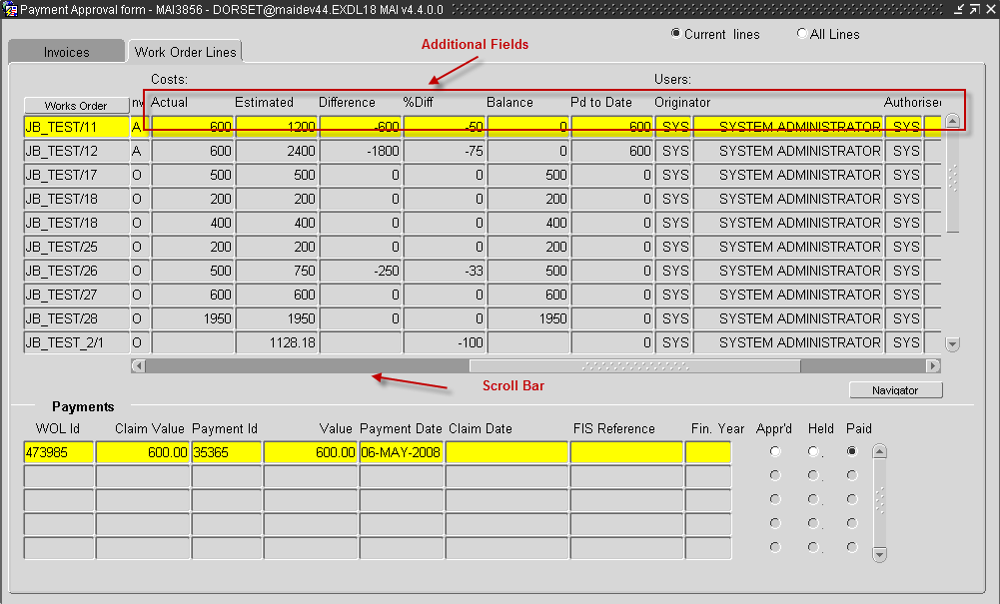 Payment Approval form - MAI3856 - DORSET@maidev44.EXDL18 MAI v4.4.0.0
Current lines All Lines
Invoices Work Order Lines
Additional Fields
Costs: Users:
Works Order Actual Estimated Difference %Diff Balance Pd to Date Originator
JB_TEST/11 A 600 1200 -600 -50 0 600 SYS SYSTEM ADMINISTRATOR SYS
JB_TEST/12 A 600 2400 -1800 -75 0 600 SYS SYSTEM ADMINISTRATOR SYS
JB_TEST/17 O 500 500 0 0 500 0 SYS SYSTEM ADMINISTRATOR SYS
JB_TEST/18 O 200 200 0 0 200 0 SYS SYSTEM ADMINISTRATOR SYS
JB_TEST/18 O 400 400 0 0 400 0 SYS SYSTEM ADMINISTRATOR SYS
JB_TEST/25 O 200 200 0 0 200 0 SYS SYSTEM ADMINISTRATOR SYS
JB_TEST/26 O 500 750 -250 -33 500 0 SYS SYSTEM ADMINISTRATOR SYS
JB_TEST/27 O 600 600 0 0 600 0 SYS SYSTEM ADMINISTRATOR SYS
JB_TEST/28 O 1950 1950 0 0 1950 0 SYS SYSTEM ADMINISTRATOR SYS
JB_TEST_2/1 O 1128.18 -100 0 SYS SYSTEM ADMINISTRATOR SYS
Scroll Bar
Navigator
Payments
WOL Id Claim Value Payment Id Value Payment Date Claim Date FIS Reference Fin. Year Appr'd Held Paid
473985 600.00 35365 600.00 06-MAY-2008